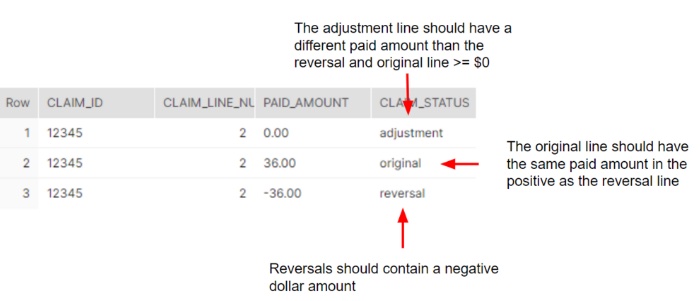 The adjustment line should have a
different paid amount than the
reversal and original line >= $0
Row CLAIM_ID CLAIM_LINE_NU PAID_AMOUNT CLAIM_STATUS
1 12345 2 0.00 adjustment
2 12345 2 36.00 original
3 12345 2 -36.00 reversal
The original line should have
the same paid amount in the
positive as the reversal line
Reversals should contain a negative
dollar amount